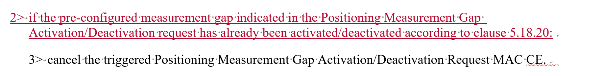 2> if the pre-configured measurement gap indicated in the Positioning Measurement Gap
Activation/Deactivation request has already been activated/deactivated according to clause 5.18.20:
3> cancel the triggered Positioning Measurement Gap Activation/Deactivation Request MAC CE.